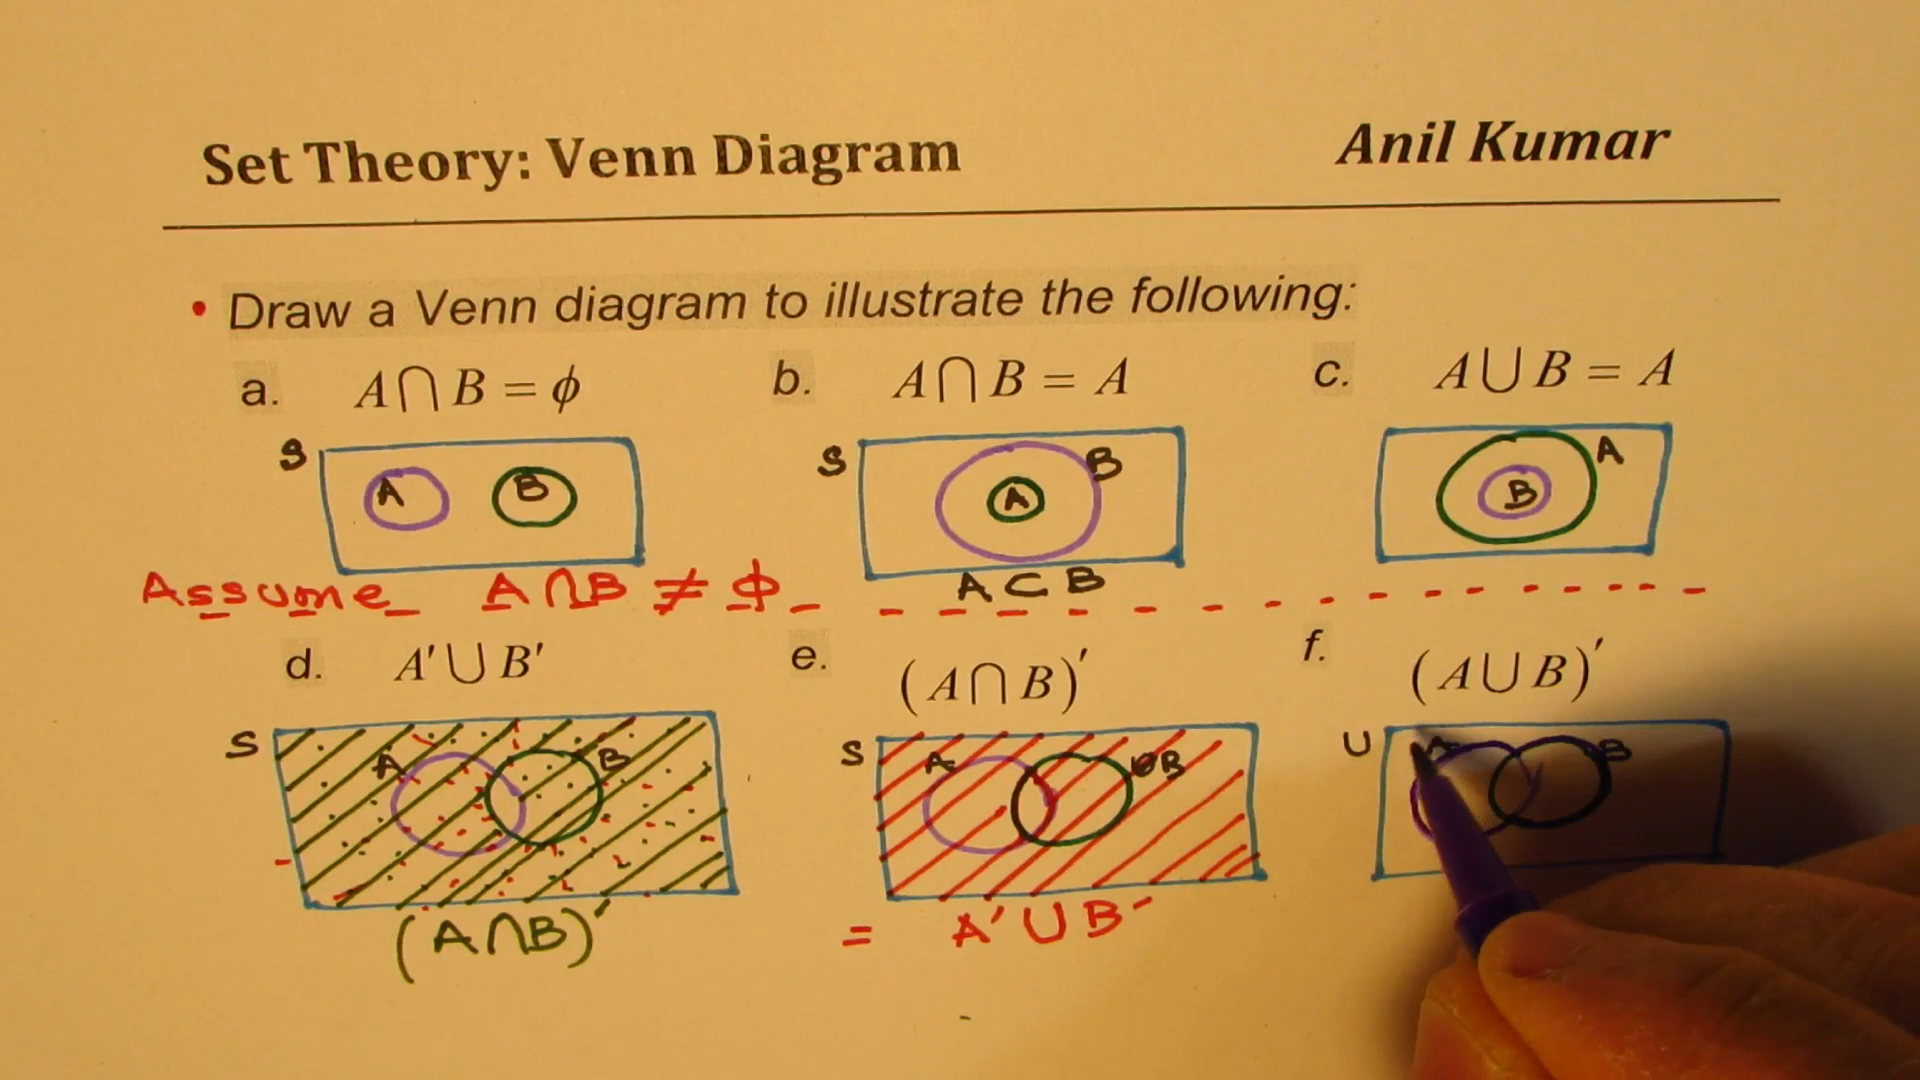 Set Theory: Venn Diagram Anil Kumar
• Draw a Venn diagram to illustrate the following:
a. A ⋂ B = ϕ b. A ⋂ B = A c. A ⋃ B = A
S A B S A B B A
A ⊂ B
Assume A ∩ B ≠ ϕ
d. A' ⋃ B' e. (A ⋂ B)' f. (A ⋃ B)'
S A B S A B U A B
(A ∩ B)' = A' ∪ B'